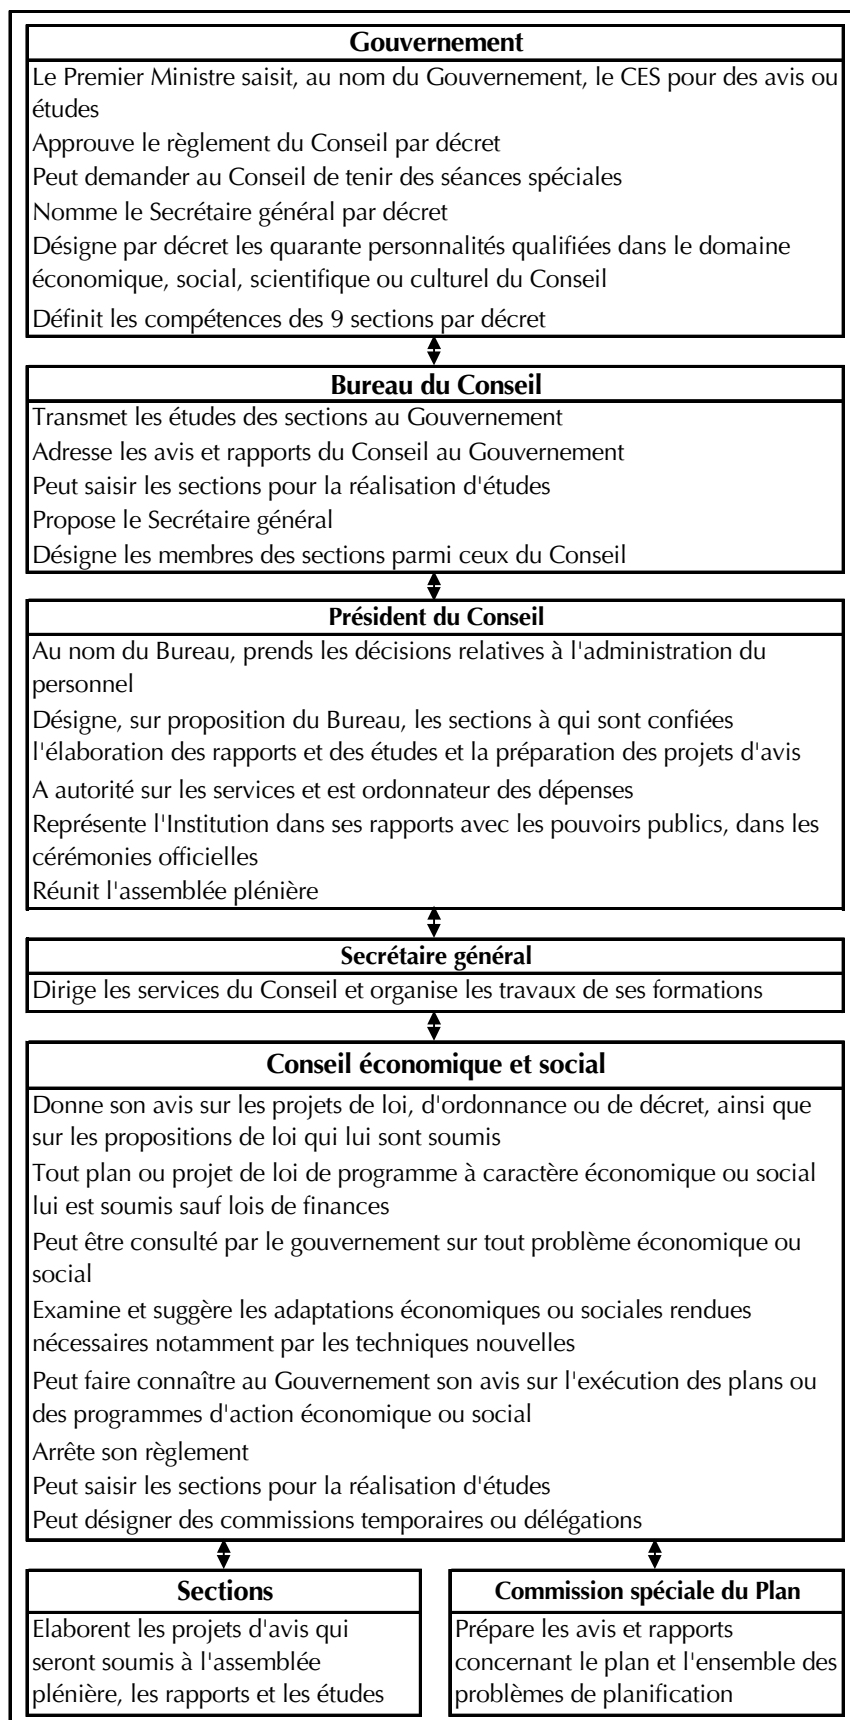 Gouvernement
Le Premier Ministre saisit, au nom du Gouvernement, le CES pour des avis ou
études
Approuve le règlement du Conseil par décret
Peut demander au Conseil de tenir des séances spéciales
Nomme le Secrétaire général par décret
Désigne par décret les quarante personnalités qualifiées dans le domaine
économique, social, scientifique ou culturel du Conseil
Définit les compétences des 9 sections par décret
Bureau du Conseil
Transmet les études des sections au Gouvernement
Adresse les avis et rapports du Conseil au Gouvernement
Peut saisir les sections pour la réalisation d'études
Propose le Secrétaire général
Désigne les membres des sections parmi ceux du Conseil
Président du Conseil
Au nom du Bureau, prends les décisions relatives à l'administration du
personnel
Désigne, sur proposition du Bureau, les sections à qui sont confiées
l'élaboration des rapports et des études et la préparation des projets d'avis
A autorité sur les services et est ordonnateur des dépenses
Représente l'Institution dans ses rapports avec les pouvoirs publics, dans les
cérémonies officielles
Réunit l'assemblée plénière
Secrétaire général
Dirige les services du Conseil et organise les travaux de ses formations
Conseil économique et social
Donne son avis sur les projets de loi, d'ordonnance ou de décret, ainsi que
sur les propositions de loi qui lui sont soumis
Tout plan ou projet de loi de programme à caractère économique ou social
lui est soumis sauf lois de finances
Peut être consulté par le gouvernement sur tout problème économique ou
social
Examine et suggère les adaptations économiques ou sociales rendues
nécessaires notamment par les techniques nouvelles
Peut faire connaître au Gouvernement son avis sur l'exécution des plans ou
des programmes d'action économique ou social
Arrête son règlement
Peut saisir les sections pour la réalisation d'études
Peut désigner des commissions temporaires ou délégations
Sections
Elaborent les projets d'avis qui
seront soumis à l'assemblée
plénière, les rapports et les études
Commission spéciale du Plan
Prépare les avis et rapports
concernant le plan et l'ensemble des
problèmes de planification